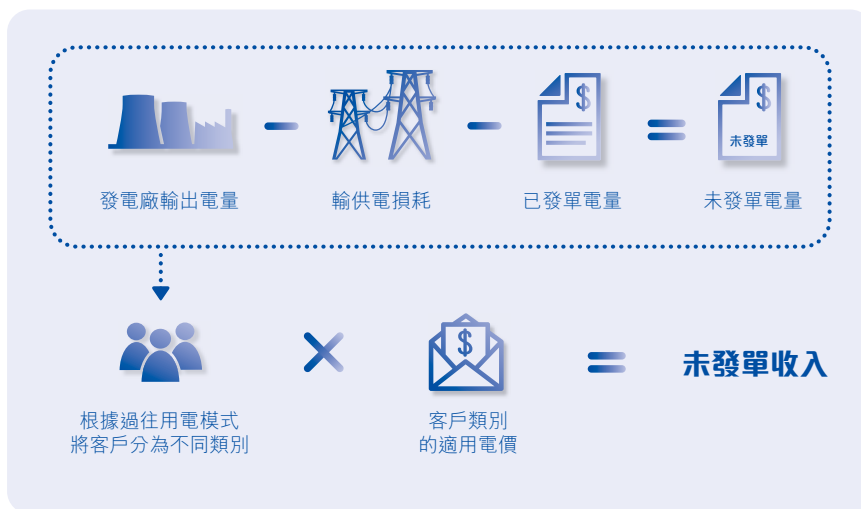 $
$
未發單
發電廠輸出電量
輸供電損耗
已發單電量
未發單電量
$
未發單收入
根據過往用電模式
將客戶分為不同類別
客戶類別
的適用電價